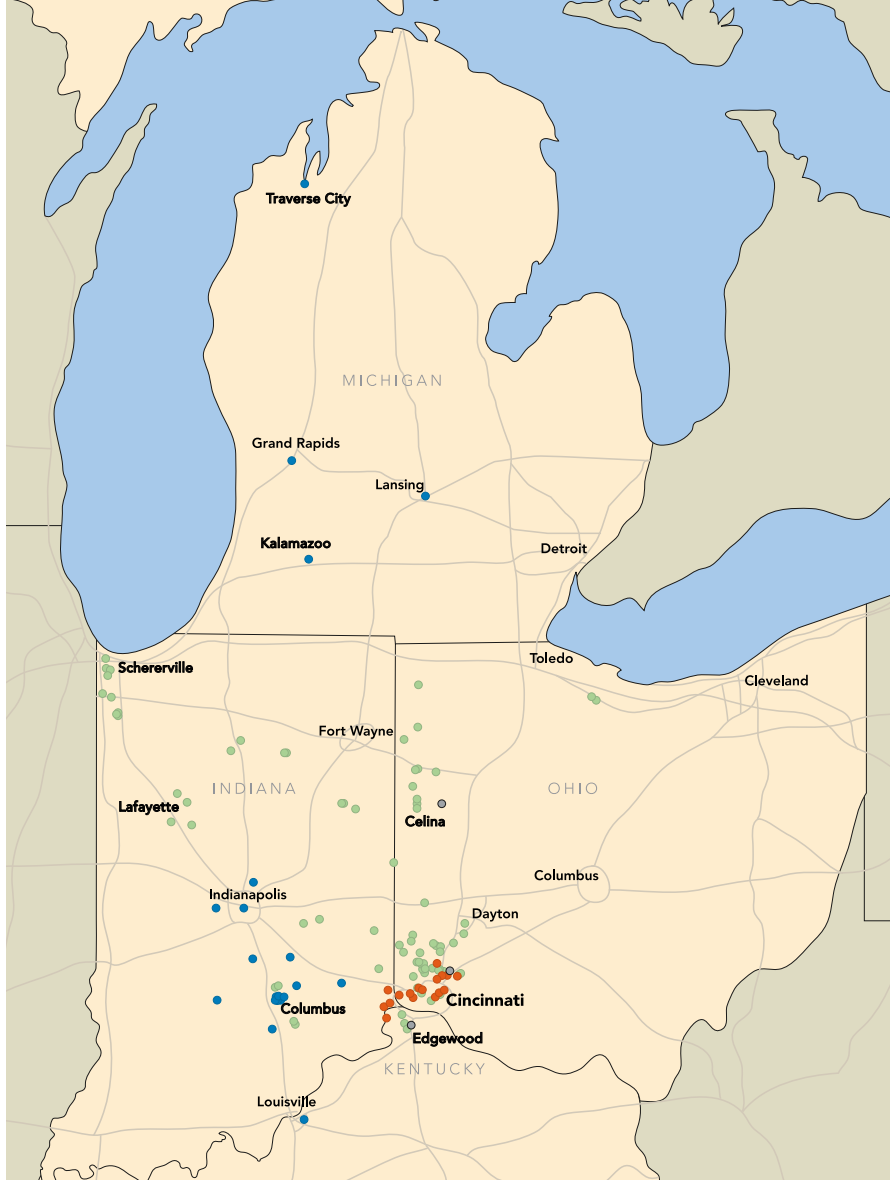 Traverse City
MICHIGAN
Grand Rapids
Lansing
Kalamazoo
Detroit
Toledo
Schererville
Cleveland
Fort Wayne
INDIANA
OHIO
Lafayette
Celina
Columbus
Indianapolis
Dayton
Cincinnati
Columbus
Edgewood
KENTUCKY
Louisville